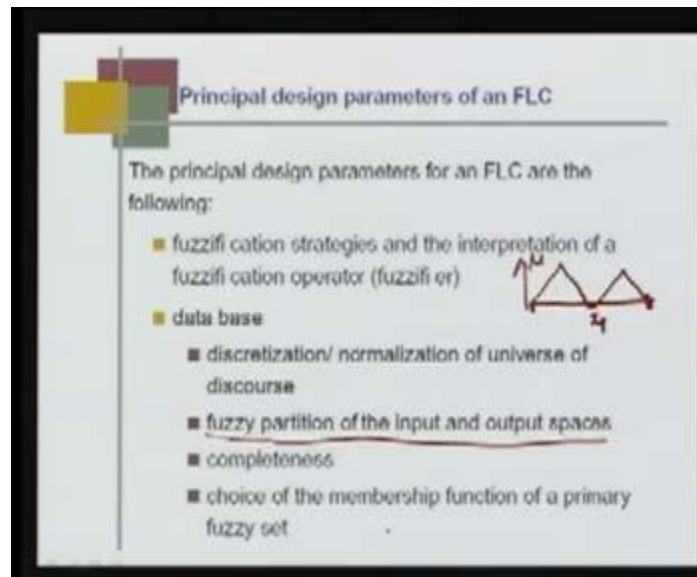 Principal design parameters of an FLC
The principal design parameters for an FLC are the
following:
fuzzifi cation strategies and the interpretation of a
fuzzifi cation operator (fuzzifi er)
μ
data base
discretization/ normalization of universe of
discourse
fuzzy partition of the input and output spaces
completeness
choice of the membership function of a primary
fuzzy set